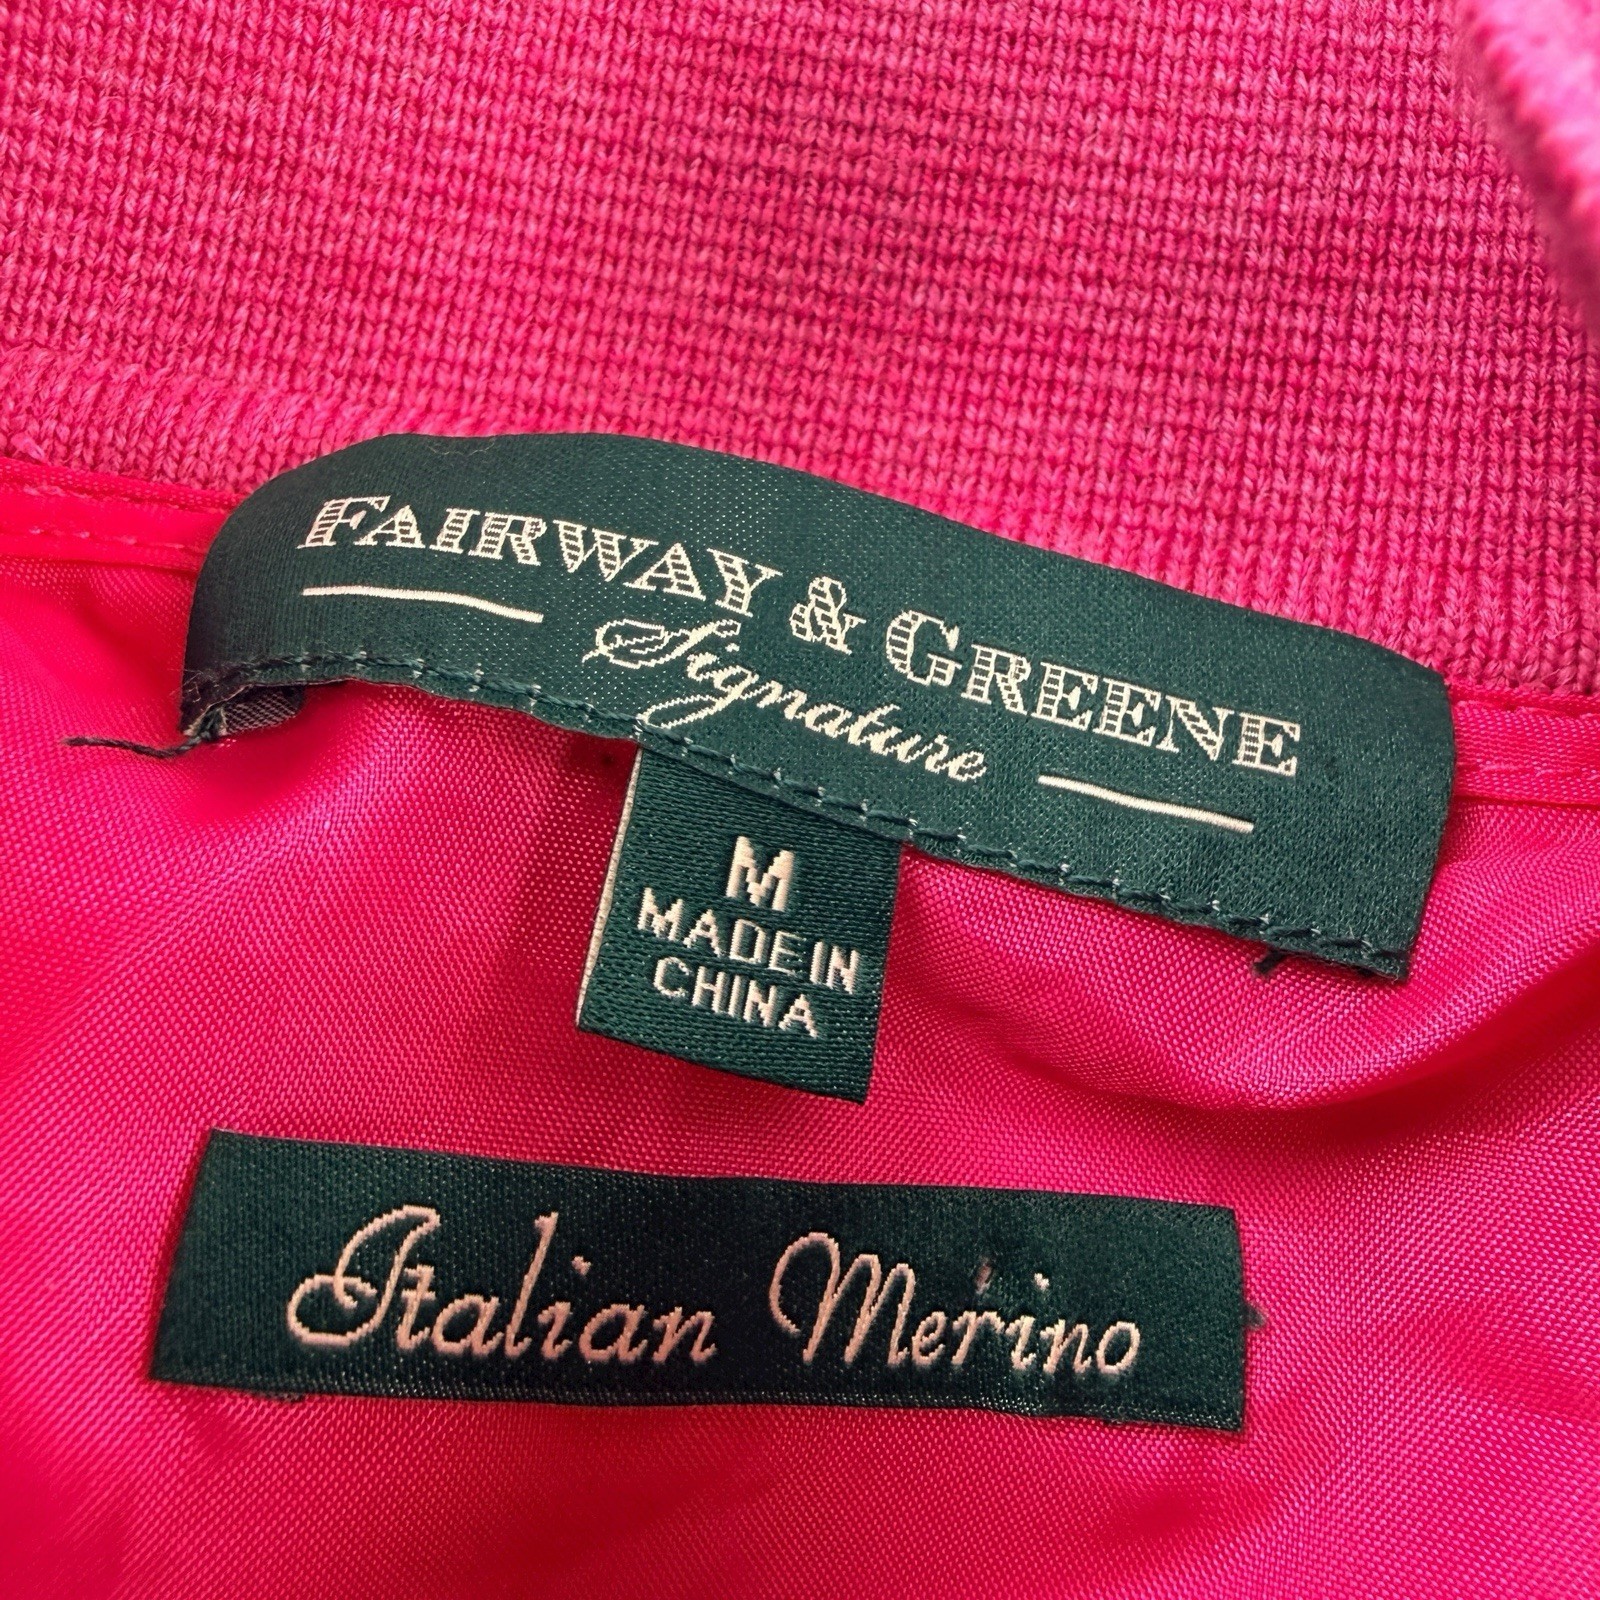 FAIRWAY & GREENE
Signature
M
MADE IN
CHINA
Italian Merino